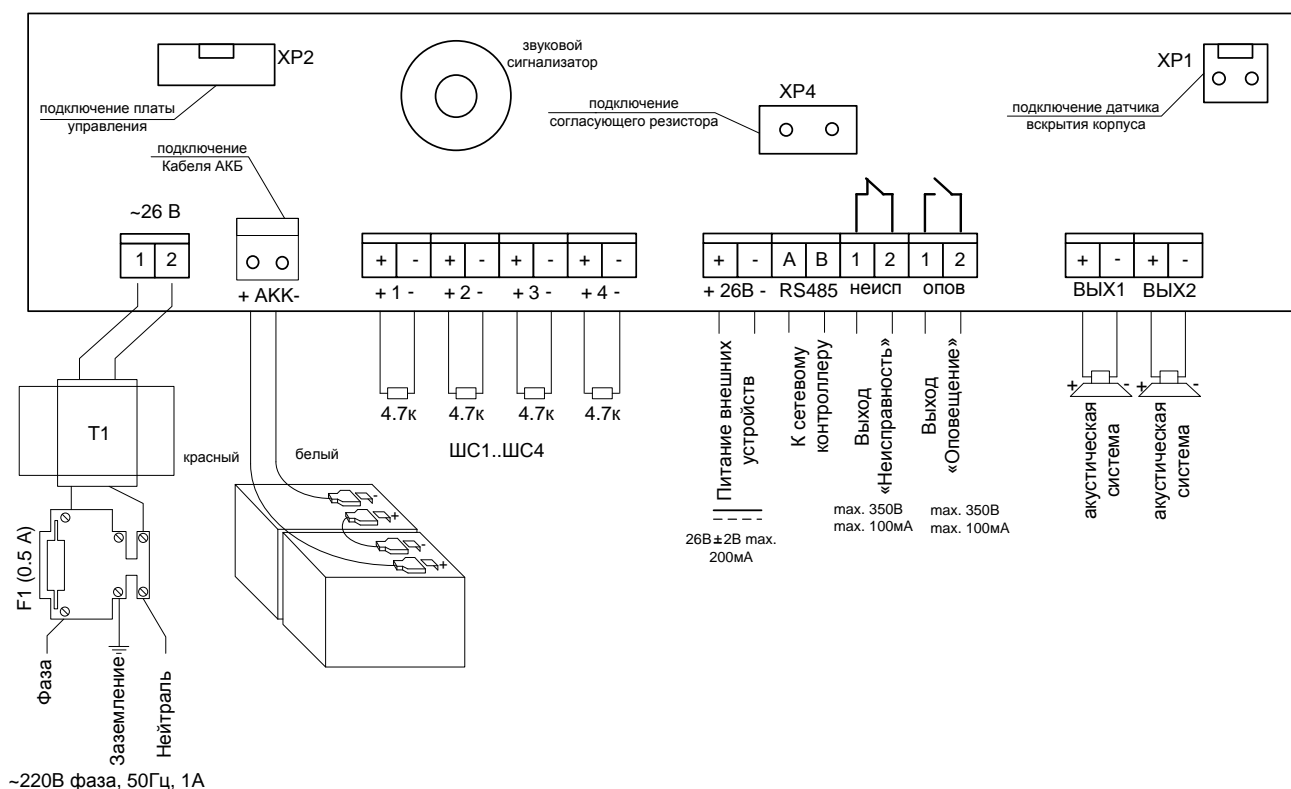 звуковой
сигнализатор
XP2
XP1
XP4
подключение платы
управления
подключение
согласующего резистора
подключение датчика
вскрытия корпуса
подключение
Кабеля АКБ
~26 В
1 2
+ - + - + - + -
+ - A B 1 2 1 2
+ - + -
+ АКК-
+ 1 - + 2 - + 3 - + 4 -
+ 26В - RS485 неисп опов
ВЫХ1 ВЫХ2
4.7к 4.7к 4.7к 4.7к
ШС1..ШС4
Питание внешних
устройств
26В±2В max.
200мА
К сетевому
контроллеру
Выход
«Неисправность»
max. 350В
max. 100мА
Выход
«Оповещение»
max. 350В
max. 100мА
+ - + -
акустическая
система
акустическая
система
T1
красный
белый
-
+
-
+
F1 (0.5 A)
Фаза
Заземление
Нейтраль
~220В фаза, 50Гц, 1А